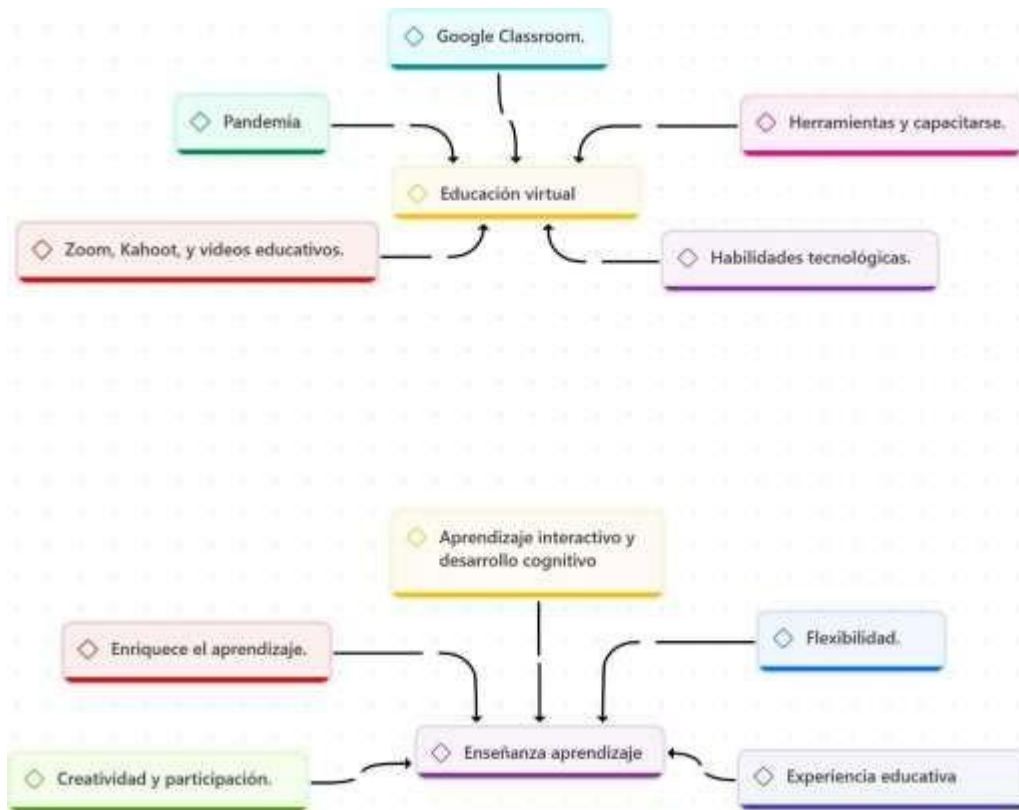 Google Classroom.
Pandemia
Herramientas y capacitarse.
Educación virtual
Zoom, Kahoot, y videos educativos.
Habilidades tecnológicas.
Aprendizaje interactivo y
desarrollo cognitivo
Enriquece el aprendizaje.
Flexibilidad.
Enseñanza aprendizaje
Creatividad y participación.
Experiencia educativa